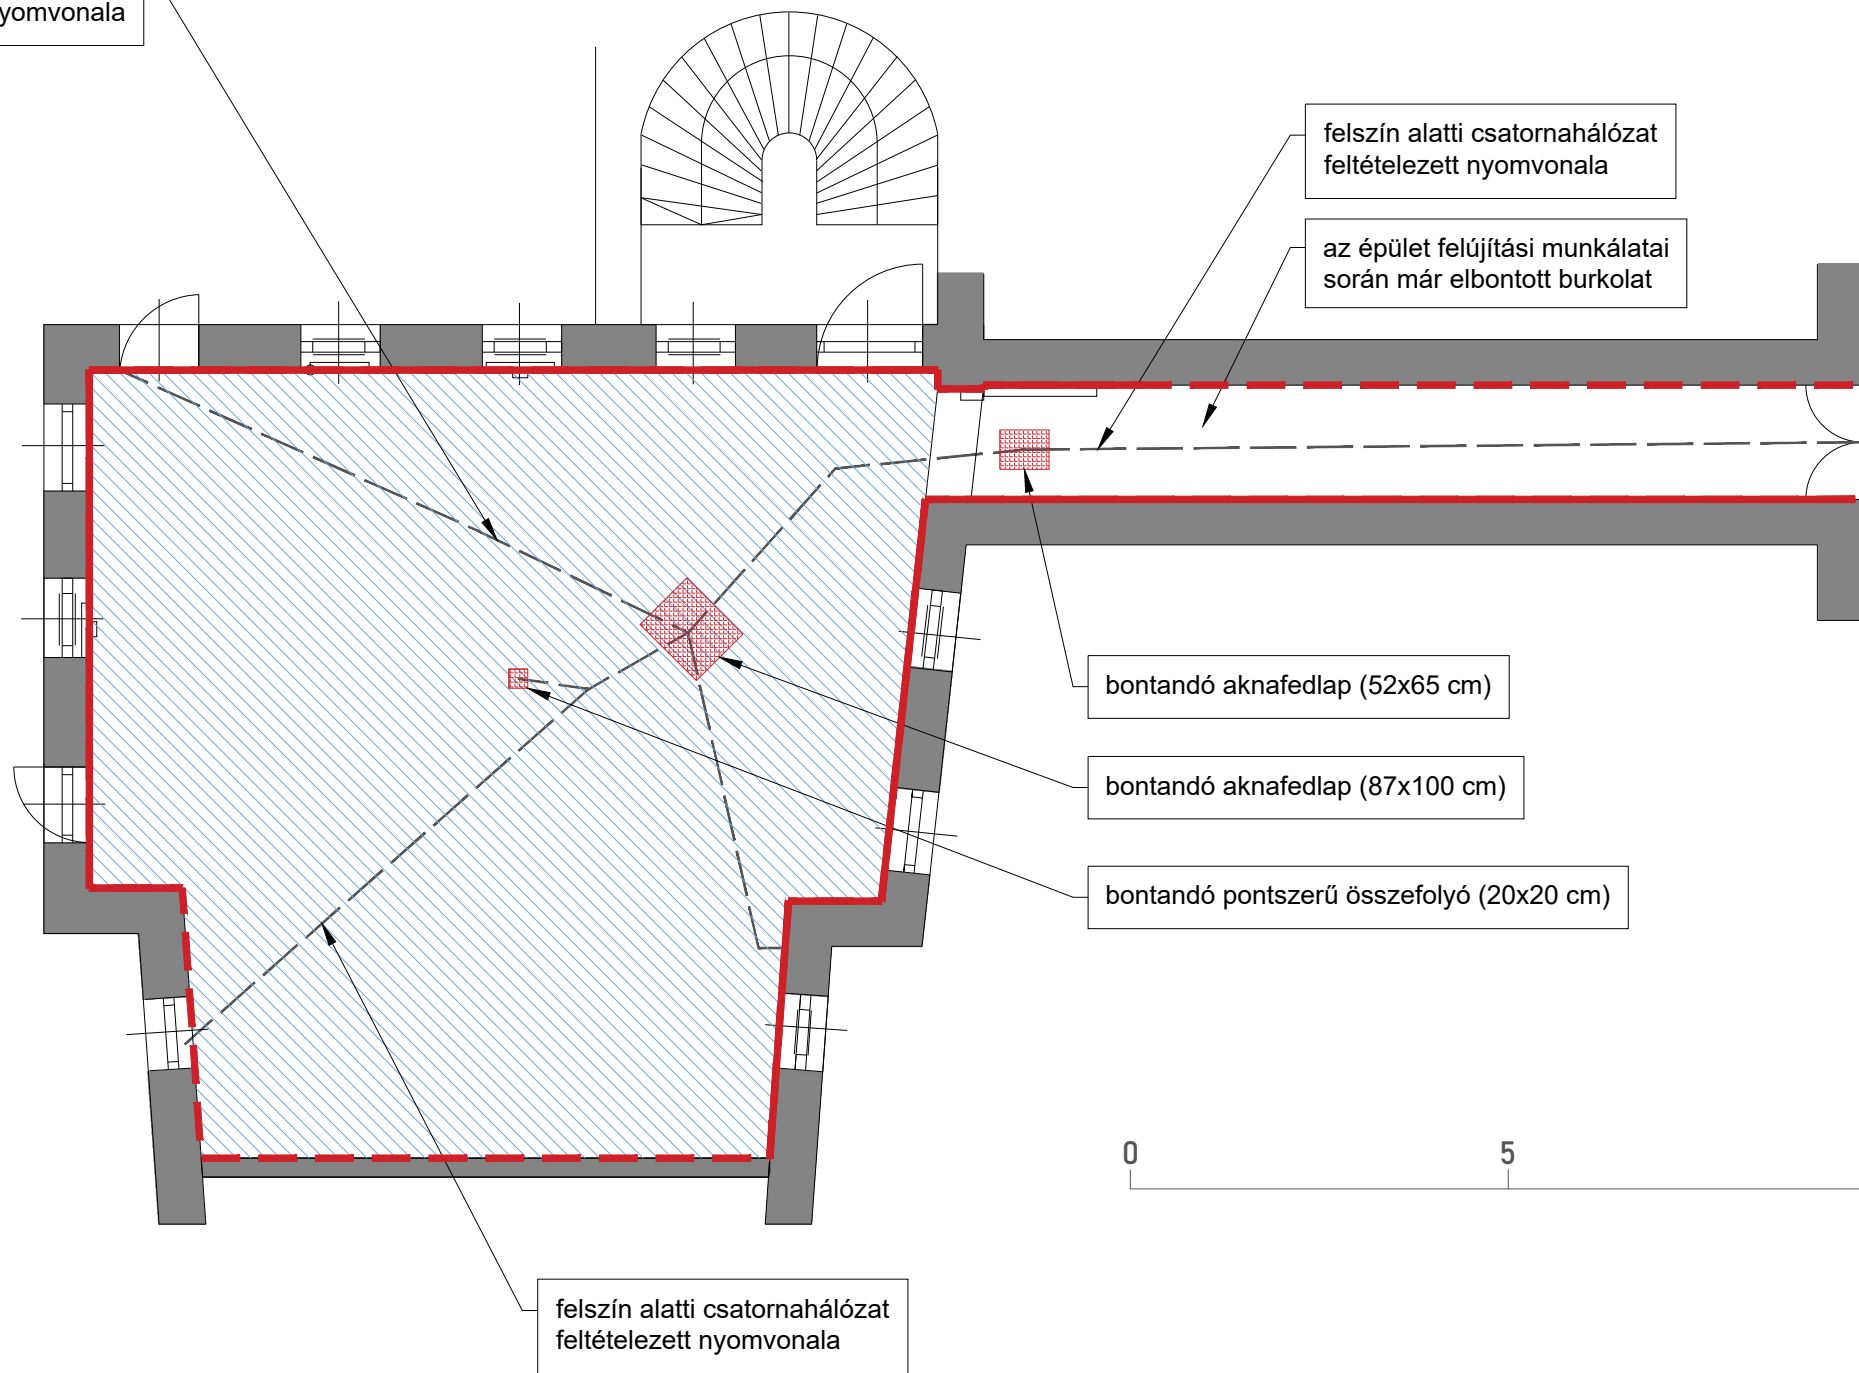 felszín alatti csatornahálózat
feltételezett nyomvonala
az épület felújítási munkálatai
során már elbontott burkolat
bontandó aknafedlap (52x65 cm)
bontandó aknafedlap (87x100 cm)
bontandó pontszerű összefolyó (20x20 cm)
0 5
felszín alatti csatornahálózat
feltételezett nyomvonala